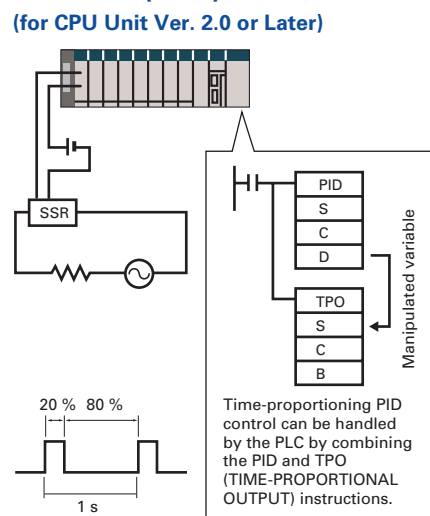 (for CPU Unit Ver. 2.0 or Later)
SSR
PID
S
C
D
Manipulated variable
TPO
S
C
B
20 % 80 %
1 s
Time-proportioning PID
control can be handled
by the PLC by combining
the PID and TPO
(TIME-PROPORTIONAL
OUTPUT) instructions.